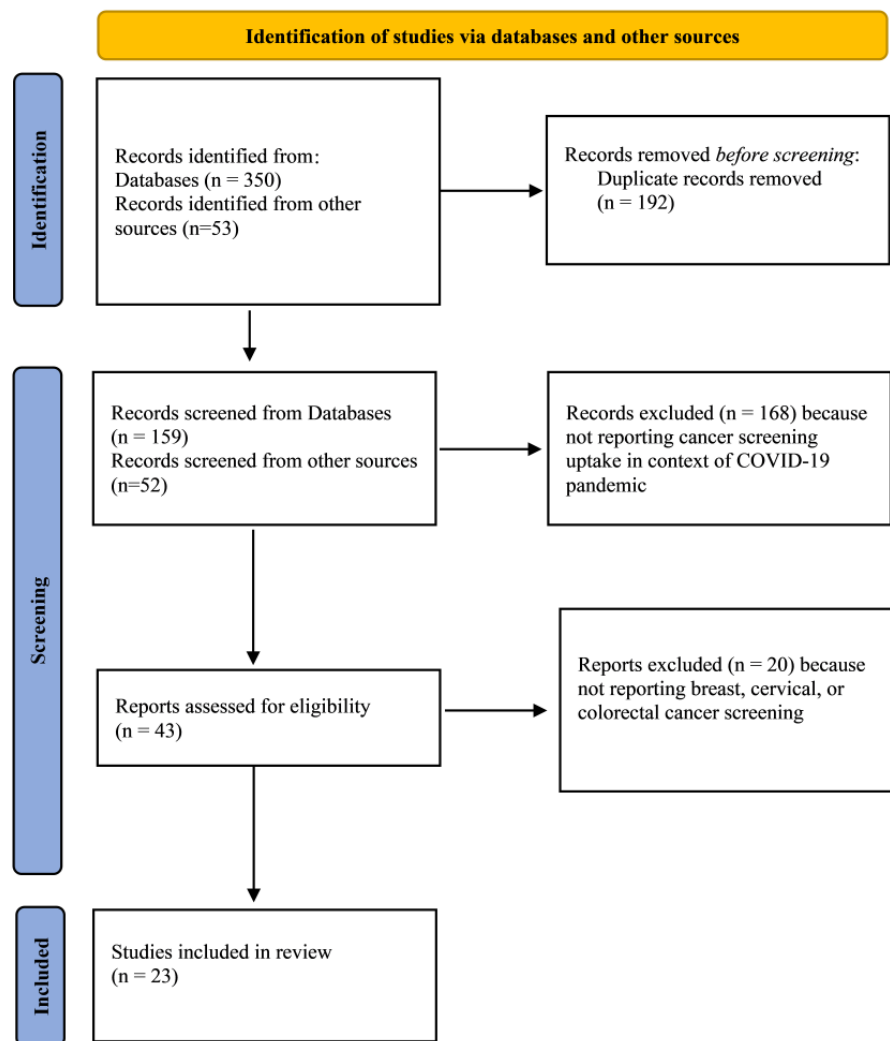 Identification of studies via databases and other sources
Identification
Records identified from:
Databases (n = 350)
Records identified from other
sources (n=53)
Records removed before screening:
Duplicate records removed
(n = 192)
Screening
Records screened from Databases
(n = 159)
Records screened from other sources
(n=52)
Records excluded (n = 168) because
not reporting cancer screening
uptake in context of COVID-19
pandemic
Reports assessed for eligibility
(n = 43)
Reports excluded (n = 20) because
not reporting breast, cervical, or
colorectal cancer screening
Included
Studies included in review
(n = 23)